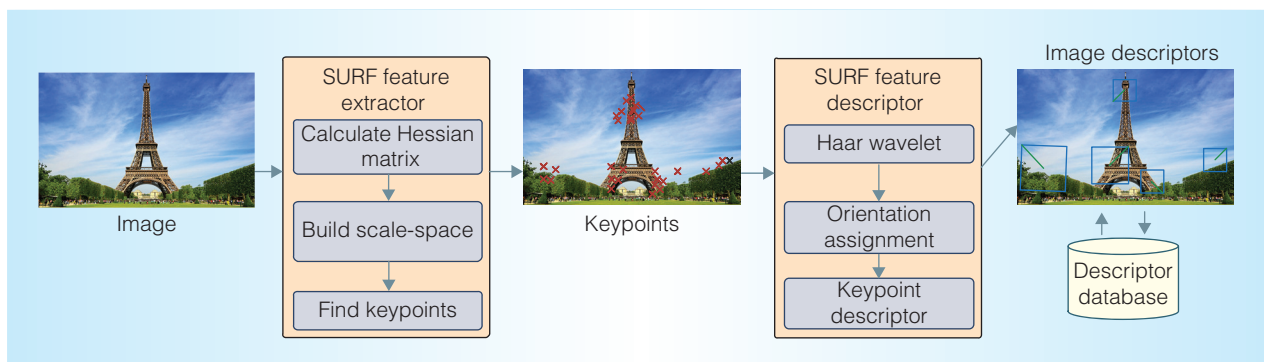 Image
SURF feature
extractor
Calculate Hessian
matrix
Build scale-space
Find keypoints
Keypoints
SURF feature
descriptor
Haar wavelet
Orientation
assignment
Keypoint
descriptor
Image descriptors
Descriptor
database